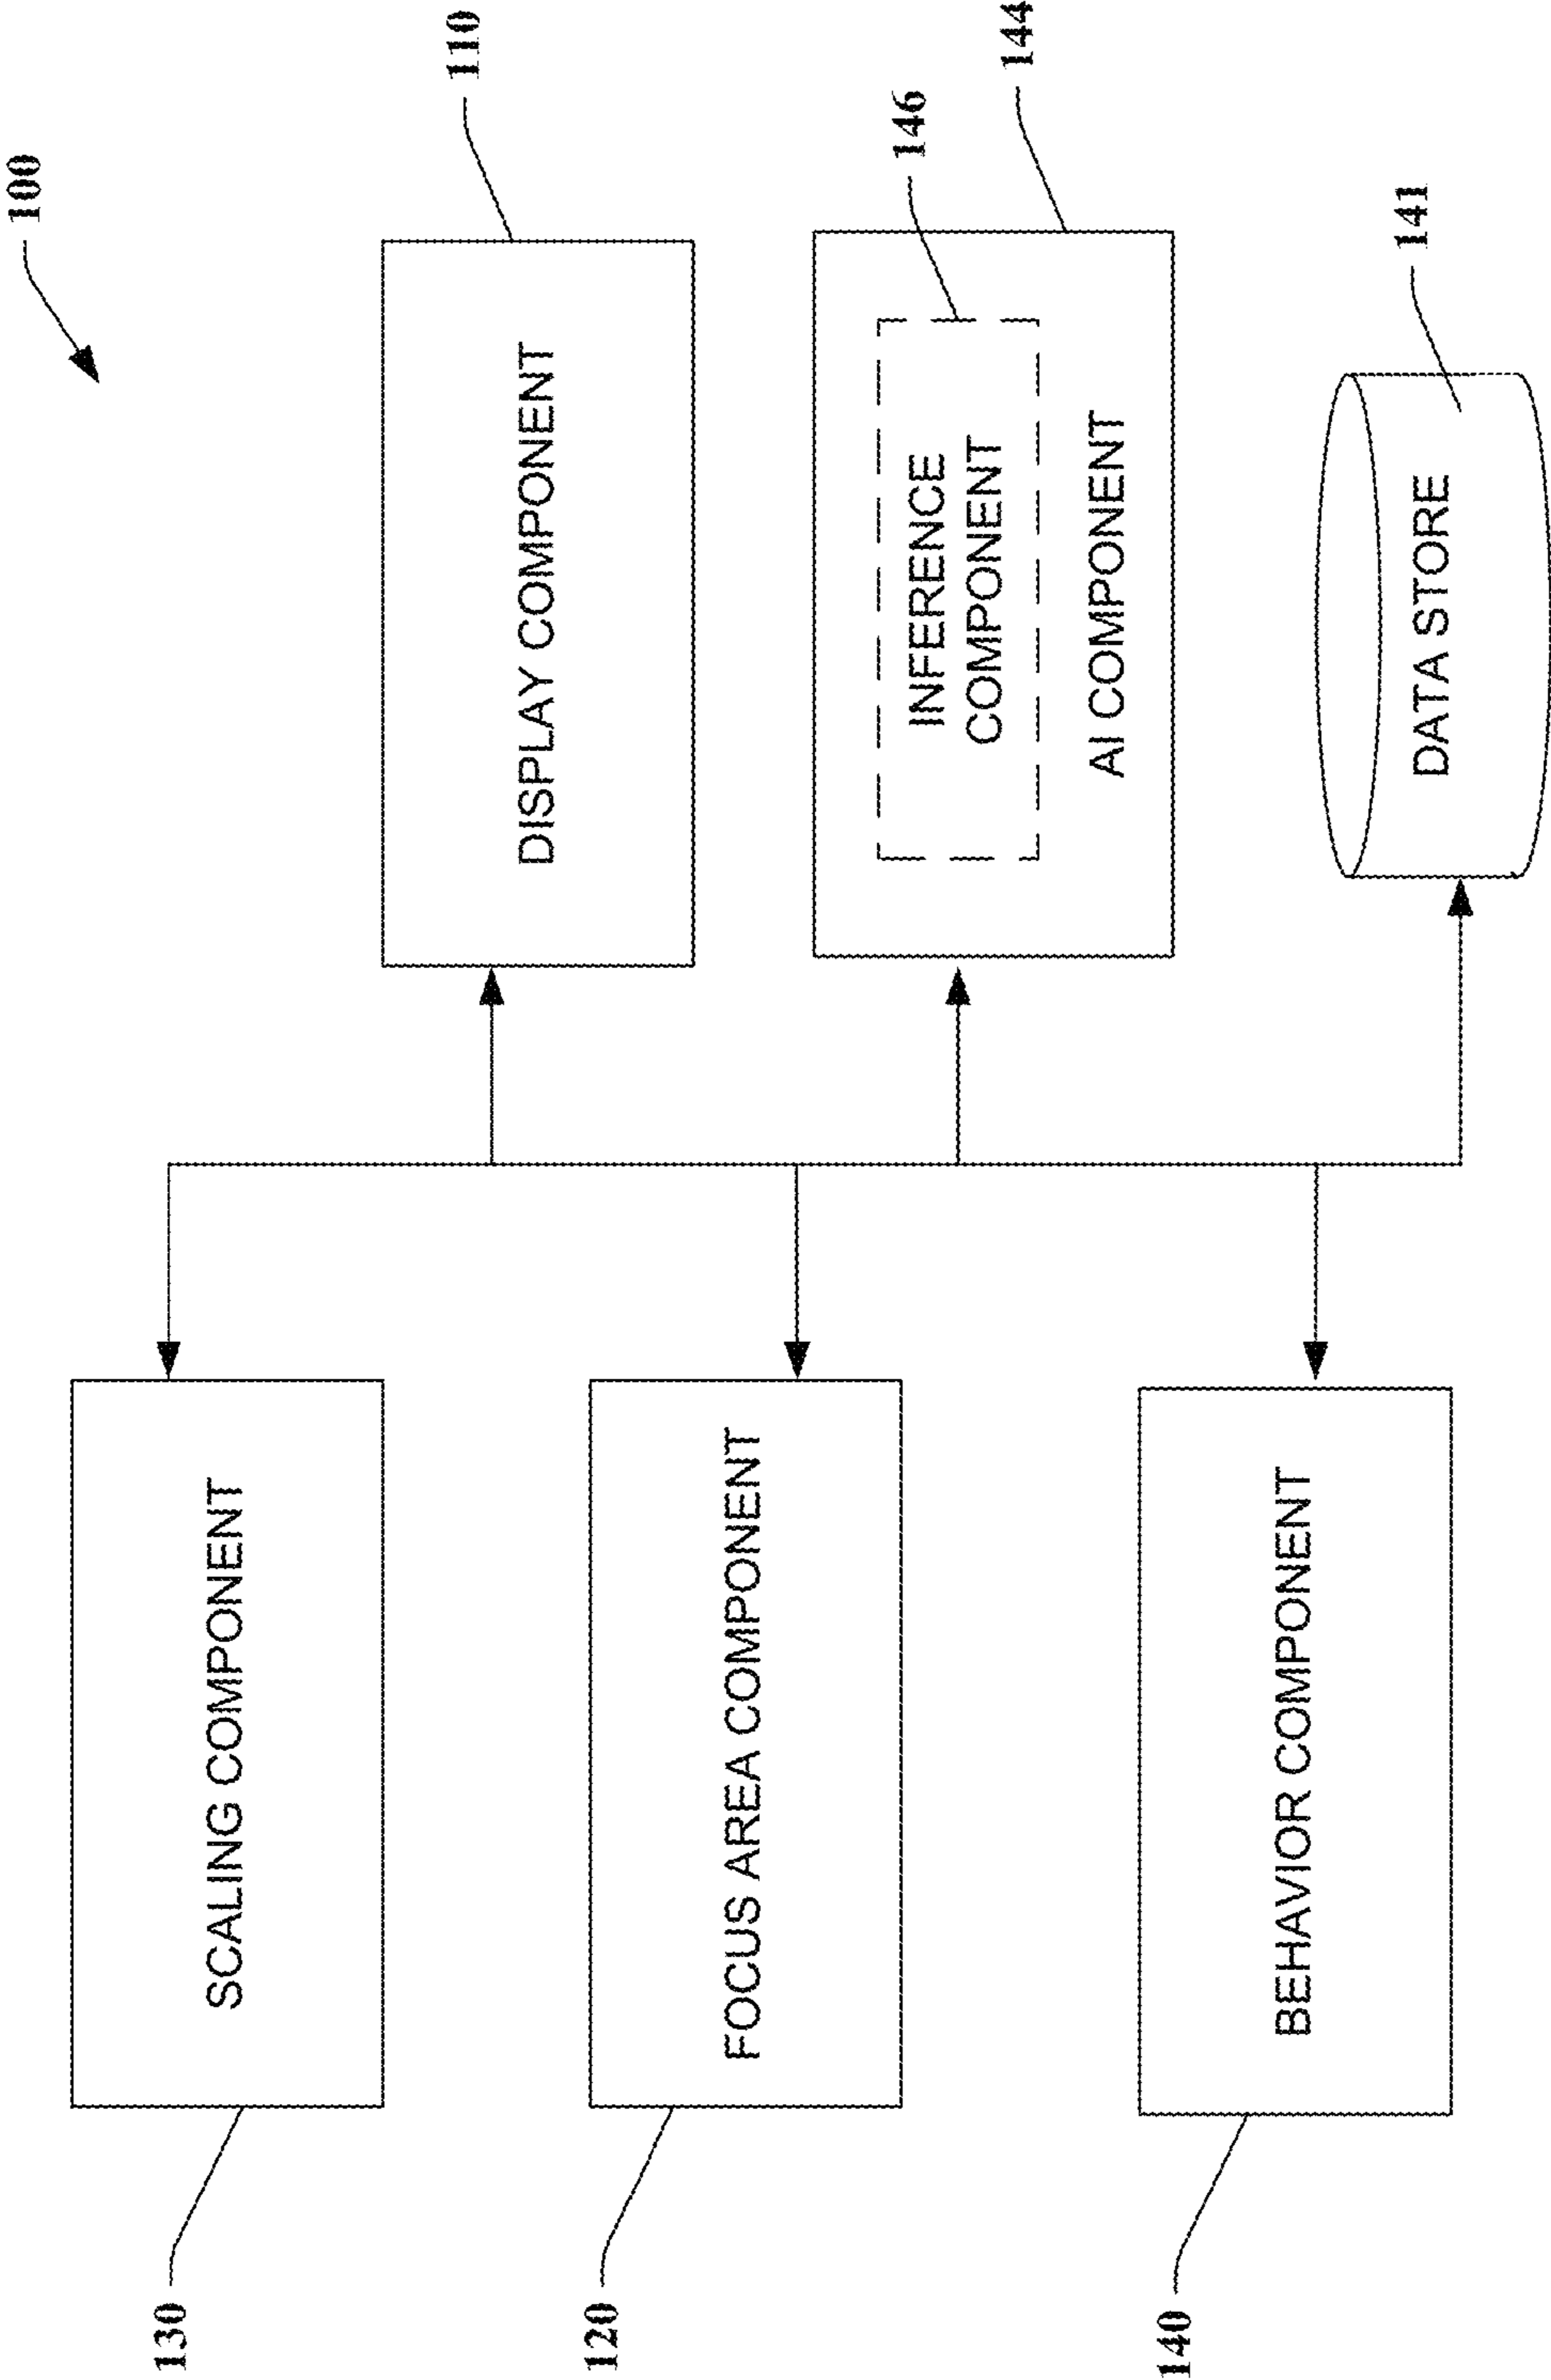 100
130
SCALING COMPONENT
DISPLAY COMPONENT
110
120
FOCUS AREA COMPONENT
INFERENCE
COMPONENT
146
AI COMPONENT
144
140
BEHAVIOR COMPONENT
DATA STORE
141